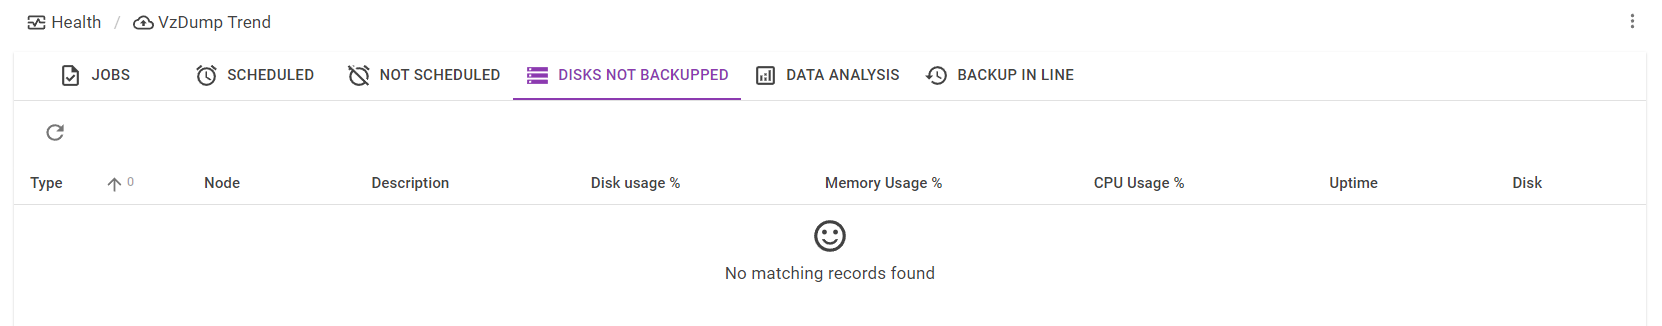 Health / VzDump Trend
JOBS SCHEDULED NOT SCHEDULED DISKS NOT BACKUPPED DATA ANALYSIS BACKUP IN LINE
Type 0 Node Description Disk usage % Memory Usage % CPU Usage % Uptime Disk
No matching records found